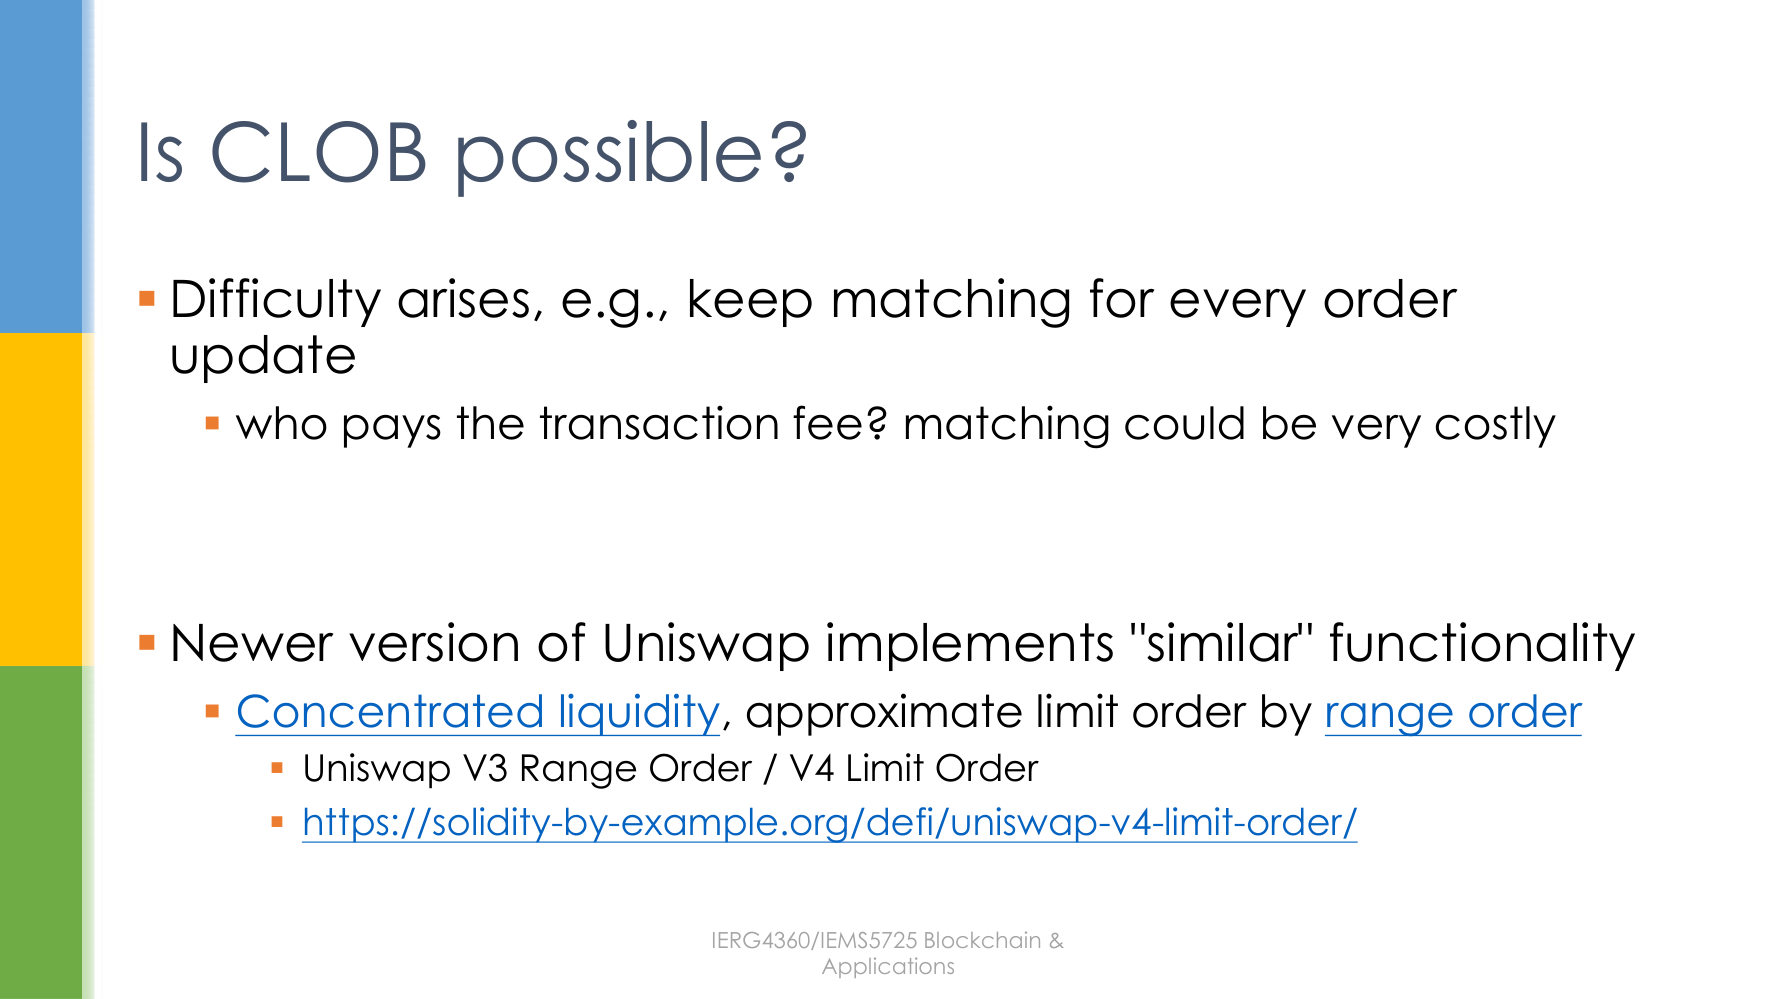 Is CLOB possible?
Difficulty arises, e.g., keep matching for every order
update
who pays the transaction fee? matching could be very costly
Newer version of Uniswap implements "similar" functionality
Concentrated liquidity, approximate limit order by range order
Uniswap V3 Range Order / V4 Limit Order
https://solidity-by-example.org/defi/uniswap-v4-limit-order/
IERG4360/IEMS5725 Blockchain &
Applications